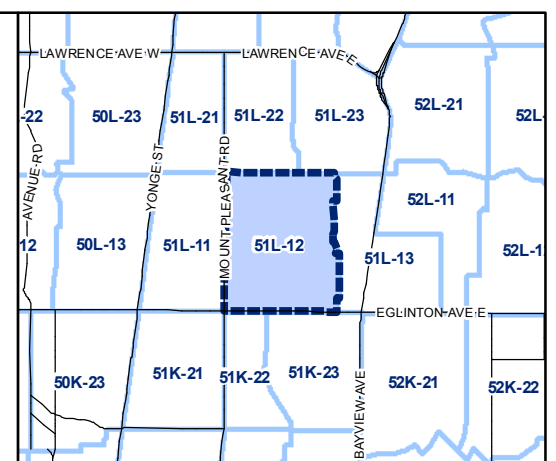 LAWRENCE AVE W
LAWRENCE AVE E
-22
50L-23
51L-21
51L-22
51L-23
52L-21
52L-
AVENUE RD
YONGE ST
MOUNT PLEASANT RD
12
50L-13
51L-11
51L-12
51L-13
52L-11
52L-1
EGLINTON AVE E
50K-23
51K-21
51K-22
51K-23
52K-21
52K-22
BAYVIEW AVE